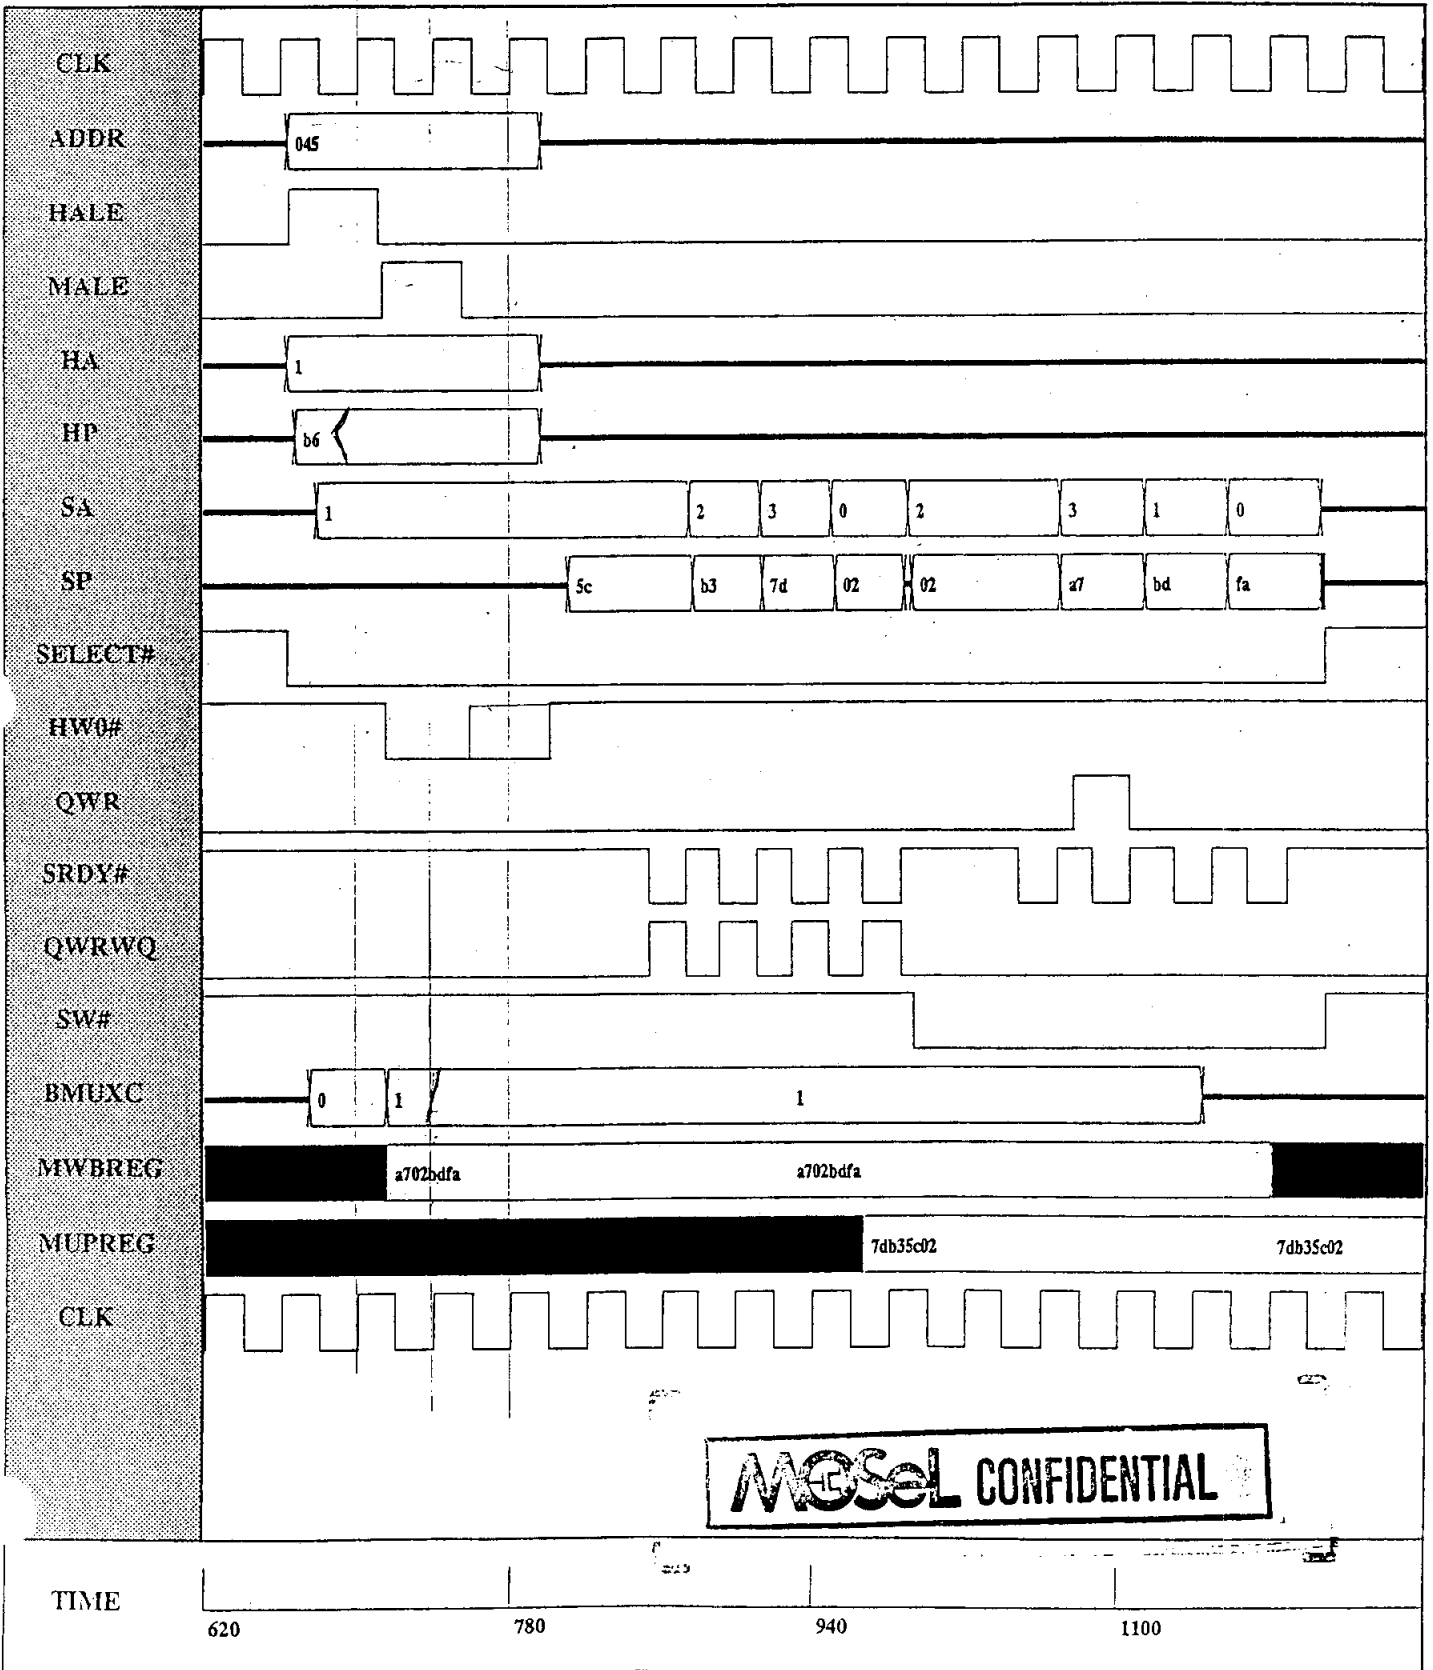 CLK
ADDR 045
HALE
MALE
HA 1
HP b6
SA 1 2 3 0 2 3 1 0
SP 5c b3 7d 02 02 a7 bd fa
SELECT#
HW0#
QWR
SRDY#
QWRWQ
SW#
BMUXC 0 1 1
MWBREG a702bdfa a702bdfa
MUPREG 7db35c02 7db35c02
CLK
MOSeL CONFIDENTIAL
TIME
620 780 940 1100